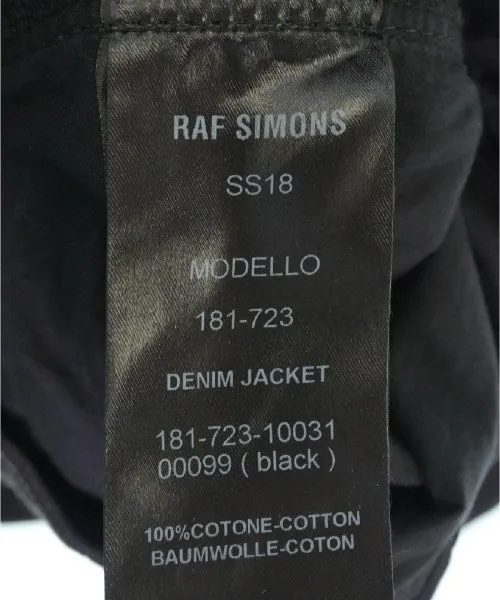 RAF SIMONS
SS18
MODELLO
181-723
DENIM JACKET
181-723-10031
00099 ( black )
100%COTONE-COTTON
BAUMWOLLE-COTON